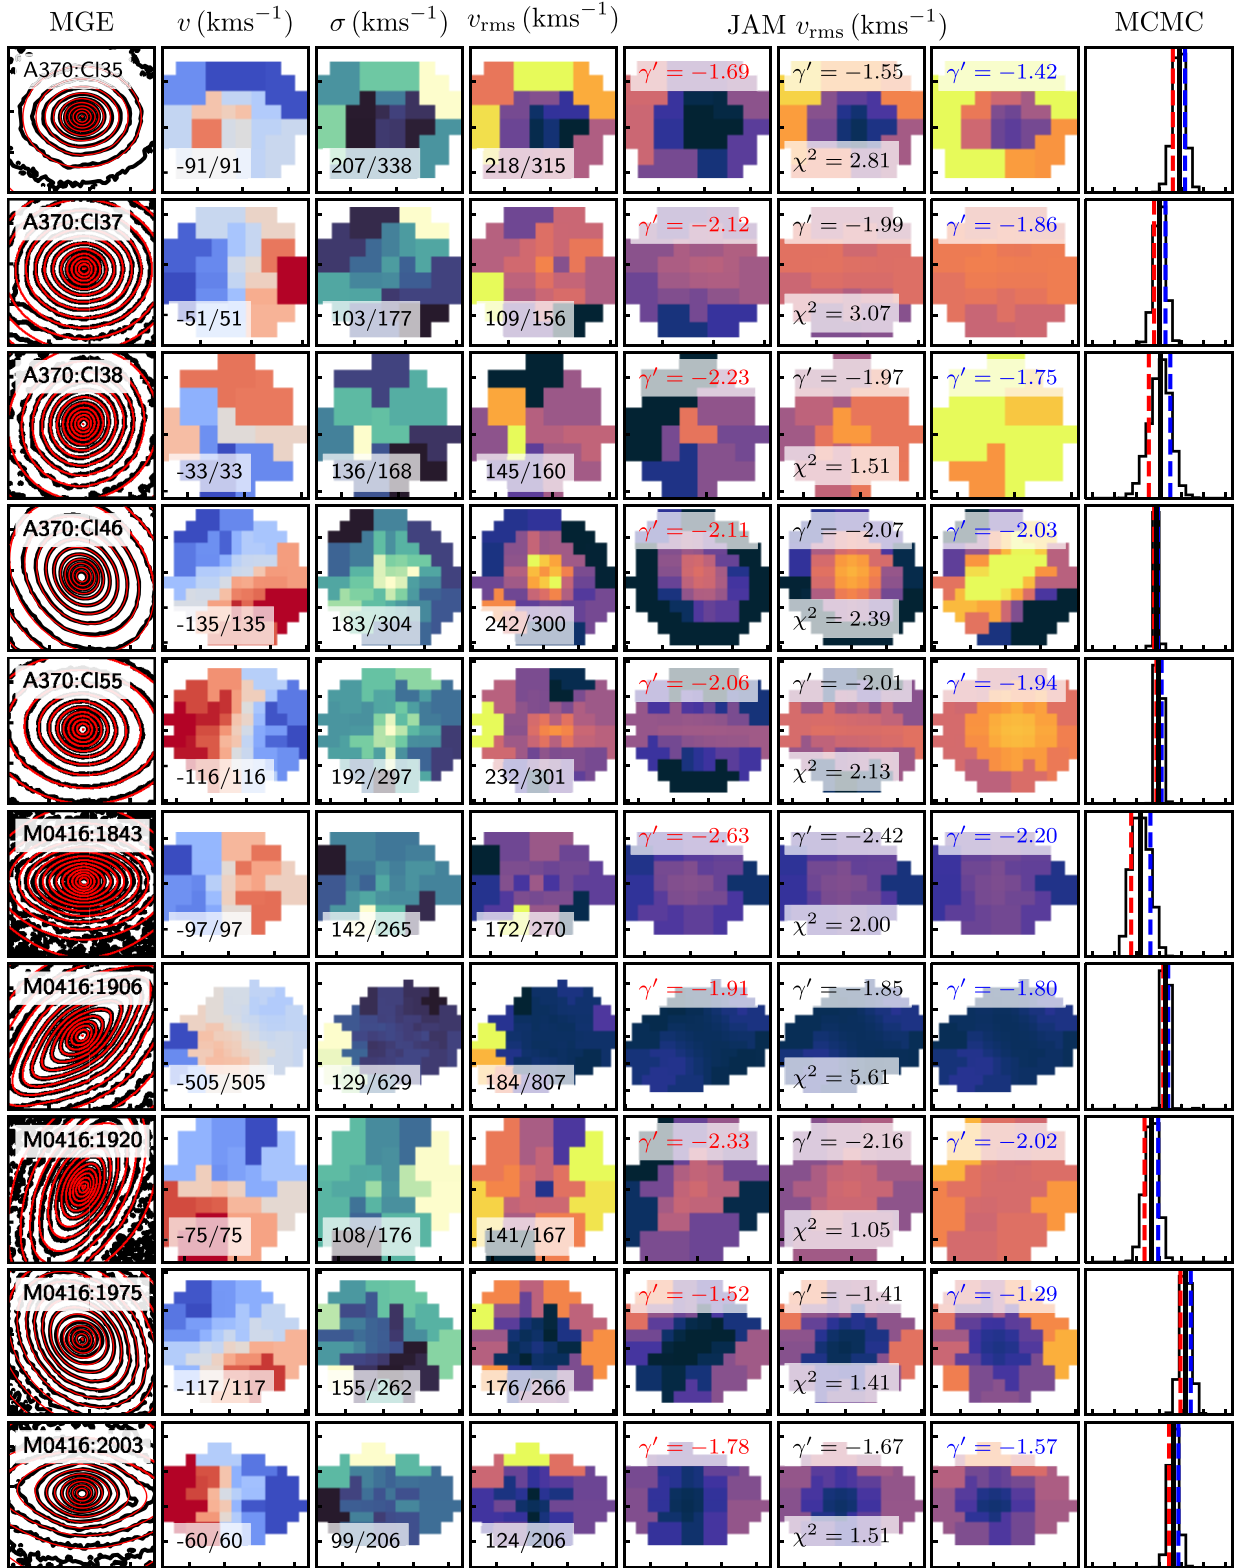 MGE v (kms⁻¹) σ (kms⁻¹) v_rms (kms⁻¹) JAM v_rms (kms⁻¹) MCMC
A370:Cl35 γ′ = −1.69 γ′ = −1.55 γ′ = −1.42
-91/91 207/338 218/315 χ² = 2.81
A370:Cl37 γ′ = −2.12 γ′ = −1.99 γ′ = −1.86
-51/51 103/177 109/156 χ² = 3.07
A370:Cl38 γ′ = −2.23 γ′ = −1.97 γ′ = −1.75
-33/33 136/168 145/160 χ² = 1.51
A370:Cl46 γ′ = −2.11 γ′ = −2.07 γ′ = −2.03
-135/135 183/304 242/300 χ² = 2.39
A370:Cl55 γ′ = −2.06 γ′ = −2.01 γ′ = −1.94
-116/116 192/297 232/301 χ² = 2.13
M0416:1843 γ′ = −2.63 γ′ = −2.42 γ′ = −2.20
-97/97 142/265 172/270 χ² = 2.00
M0416:1906 γ′ = −1.91 γ′ = −1.85 γ′ = −1.80
-505/505 129/629 184/807 χ² = 5.61
M0416:1920 γ′ = −2.33 γ′ = −2.16 γ′ = −2.02
-75/75 108/176 141/167 χ² = 1.05
M0416:1975 γ′ = −1.52 γ′ = −1.41 γ′ = −1.29
-117/117 155/262 176/266 χ² = 1.41
M0416:2003 γ′ = −1.78 γ′ = −1.67 γ′ = −1.57
-60/60 99/206 124/206 χ² = 1.51